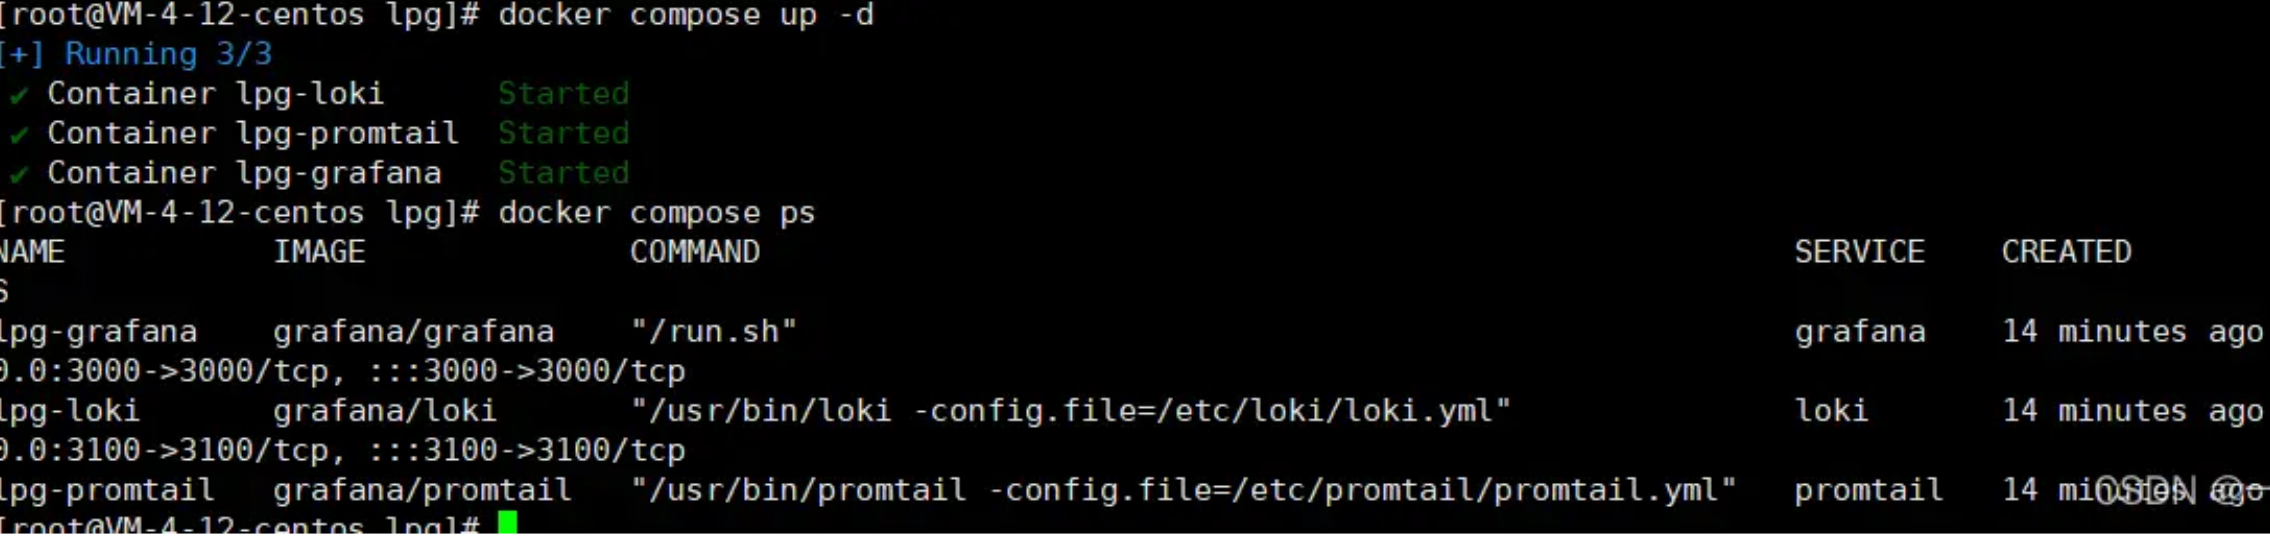 [root@VM-4-12-centos lpg]# docker compose up -d
[+] Running 3/3
✔ Container lpg-loki Started
✔ Container lpg-promtail Started
✔ Container lpg-grafana Started
[root@VM-4-12-centos lpg]# docker compose ps
NAME IMAGE COMMAND SERVICE CREATED
S
lpg-grafana grafana/grafana "/run.sh" grafana 14 minutes ago
0.0:3000->3000/tcp, :::3000->3000/tcp
lpg-loki grafana/loki "/usr/bin/loki -config.file=/etc/loki/loki.yml" loki 14 minutes ago
0.0:3100->3100/tcp, :::3100->3100/tcp
lpg-promtail grafana/promtail "/usr/bin/promtail -config.file=/etc/promtail/promtail.yml" promtail 14 minutes ago
CSDN @一
[root@VM-4-12-centos lpg]#